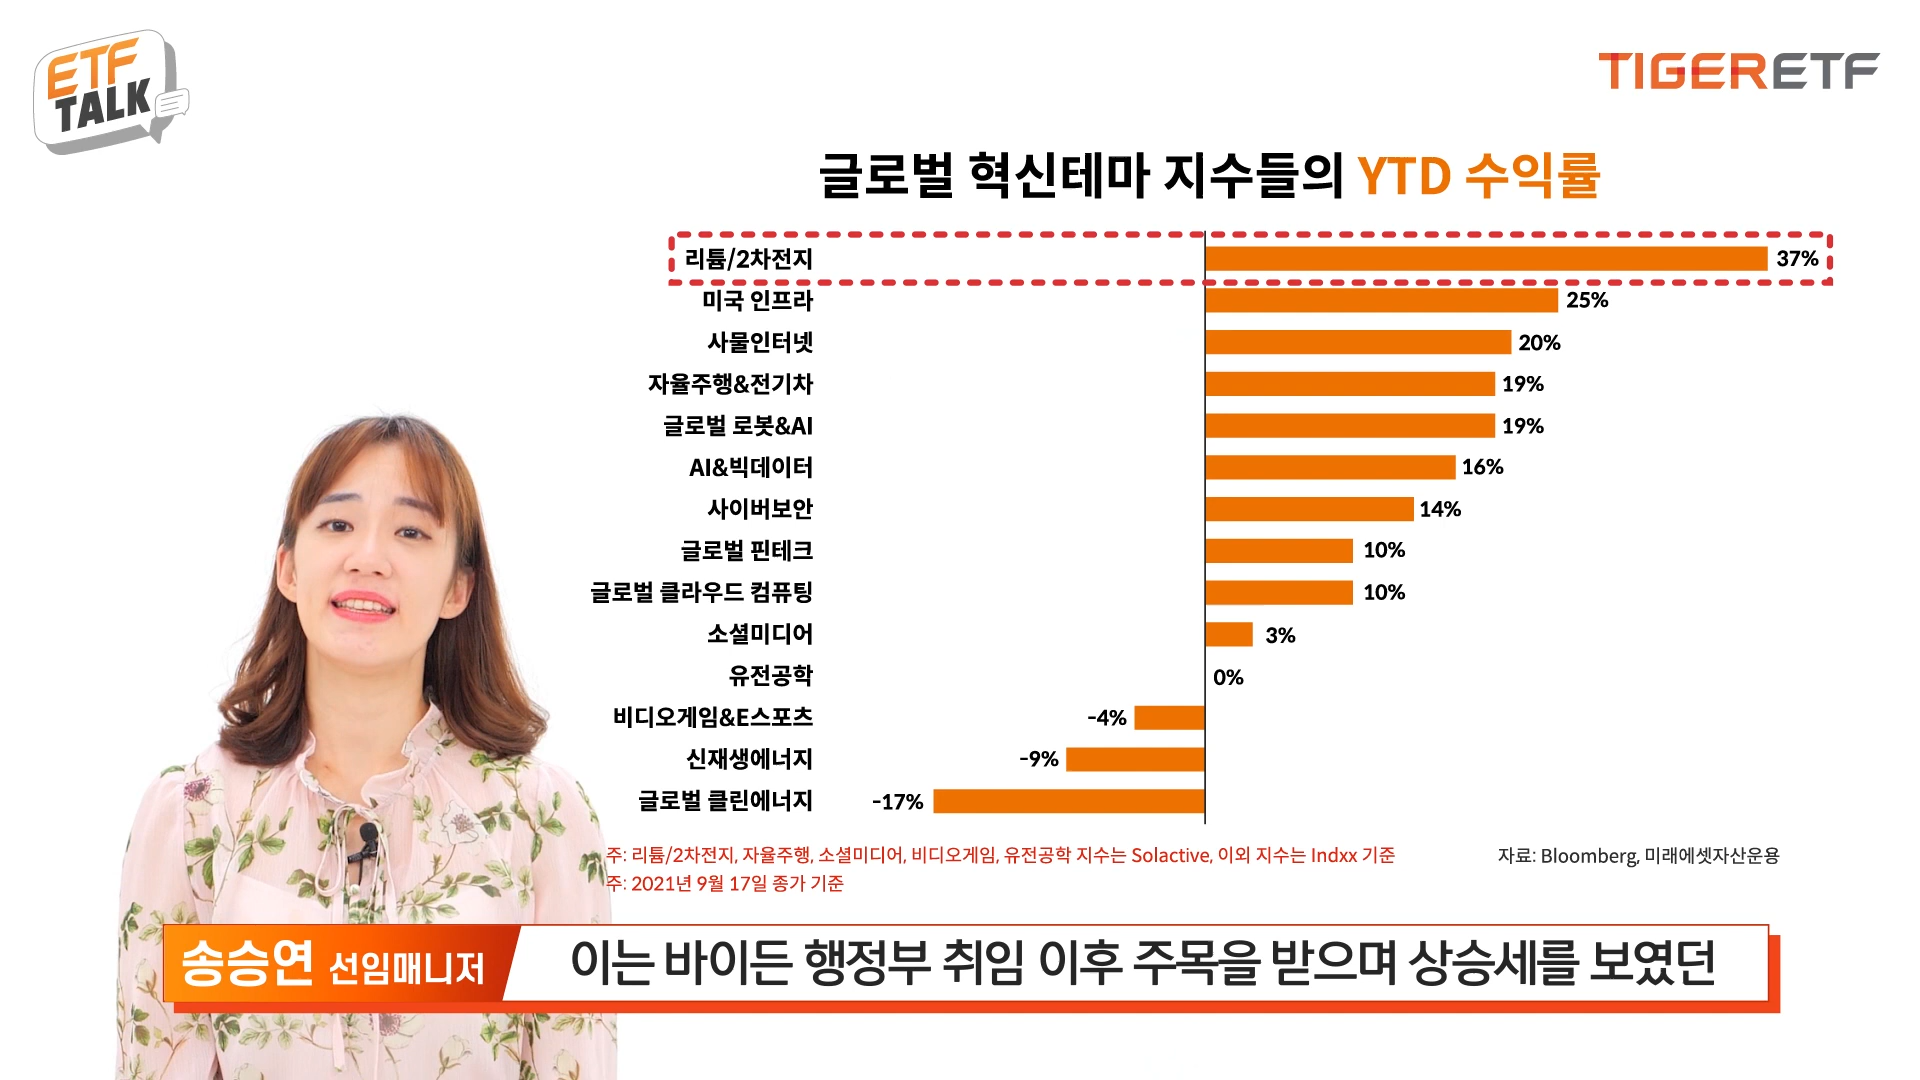 ETF
TALK
TIGERETF
글로벌 혁신테마 지수들의 YTD 수익률
리튬/2차전지 37%
미국 인프라 25%
사물인터넷 20%
자율주행&전기차 19%
글로벌 로봇&AI 19%
AI&빅데이터 16%
사이버보안 14%
글로벌 핀테크 10%
글로벌 클라우드 컴퓨팅 10%
소셜미디어 3%
유전공학 0%
비디오게임&E스포츠 -4%
신재생에너지 -9%
글로벌 클린에너지 -17%
주: 리튬/2차전지, 자율주행, 소셜미디어, 비디오게임, 유전공학 지수는 Solactive, 이외 지수는 Indxx 기준
자료: Bloomberg, 미래에셋자산운용
주: 2021년 9월 17일 종가 기준
송승연 선임매니저
이는 바이든 행정부 취임 이후 주목을 받으며 상승세를 보였던